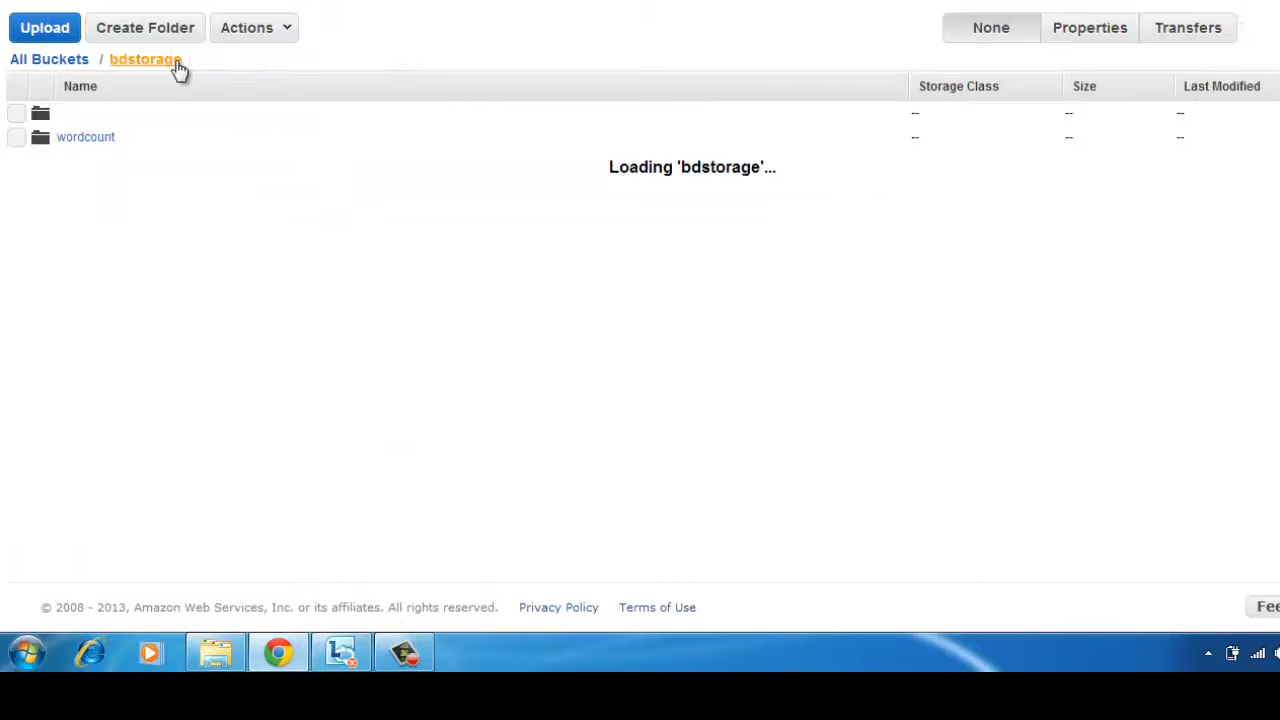 Upload Create Folder Actions None Properties Transfers
All Buckets / bdstorage
Name Storage Class Size Last Modified
-- -- --
wordcount -- -- --
Loading 'bdstorage'...
© 2008 - 2013, Amazon Web Services, Inc. or its affiliates. All rights reserved. Privacy Policy Terms of Use